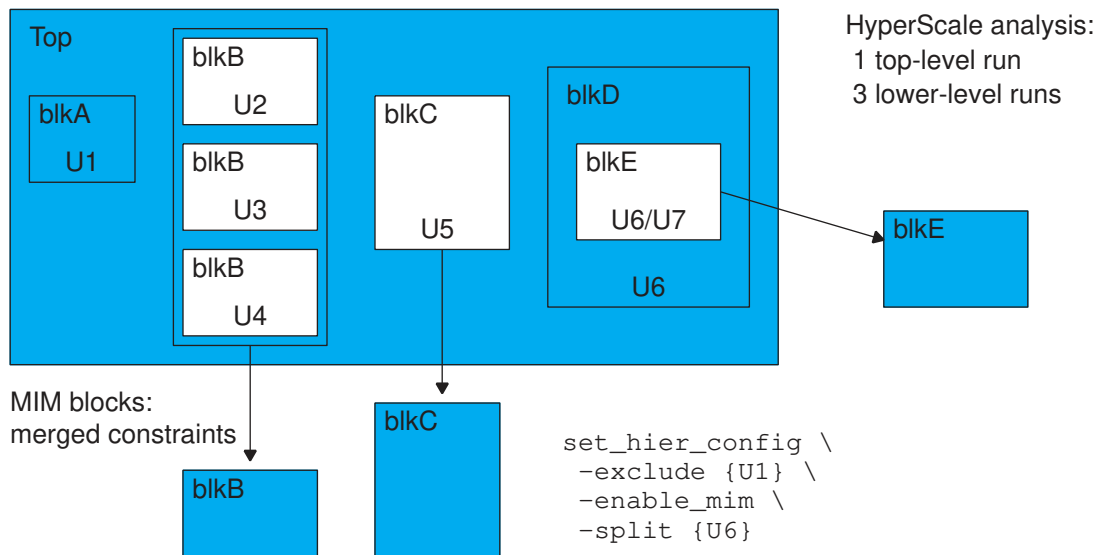 Top
blkA
U1
blkB
U2
blkB
U3
blkB
U4
blkC
U5
blkD
blkE
U6/U7
U6
HyperScale analysis:
1 top-level run
3 lower-level runs
blkE
MIM blocks:
merged constraints
blkB
blkC
set_hier_config \
-exclude {U1} \
-enable_mim \
-split {U6}